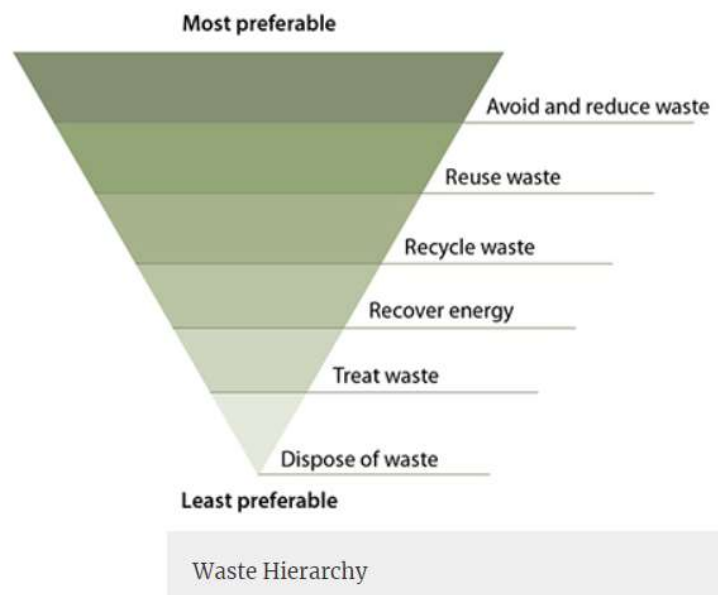 Most preferable
Avoid and reduce waste
Reuse waste
Recycle waste
Recover energy
Treat waste
Dispose of waste
Least preferable
Waste Hierarchy